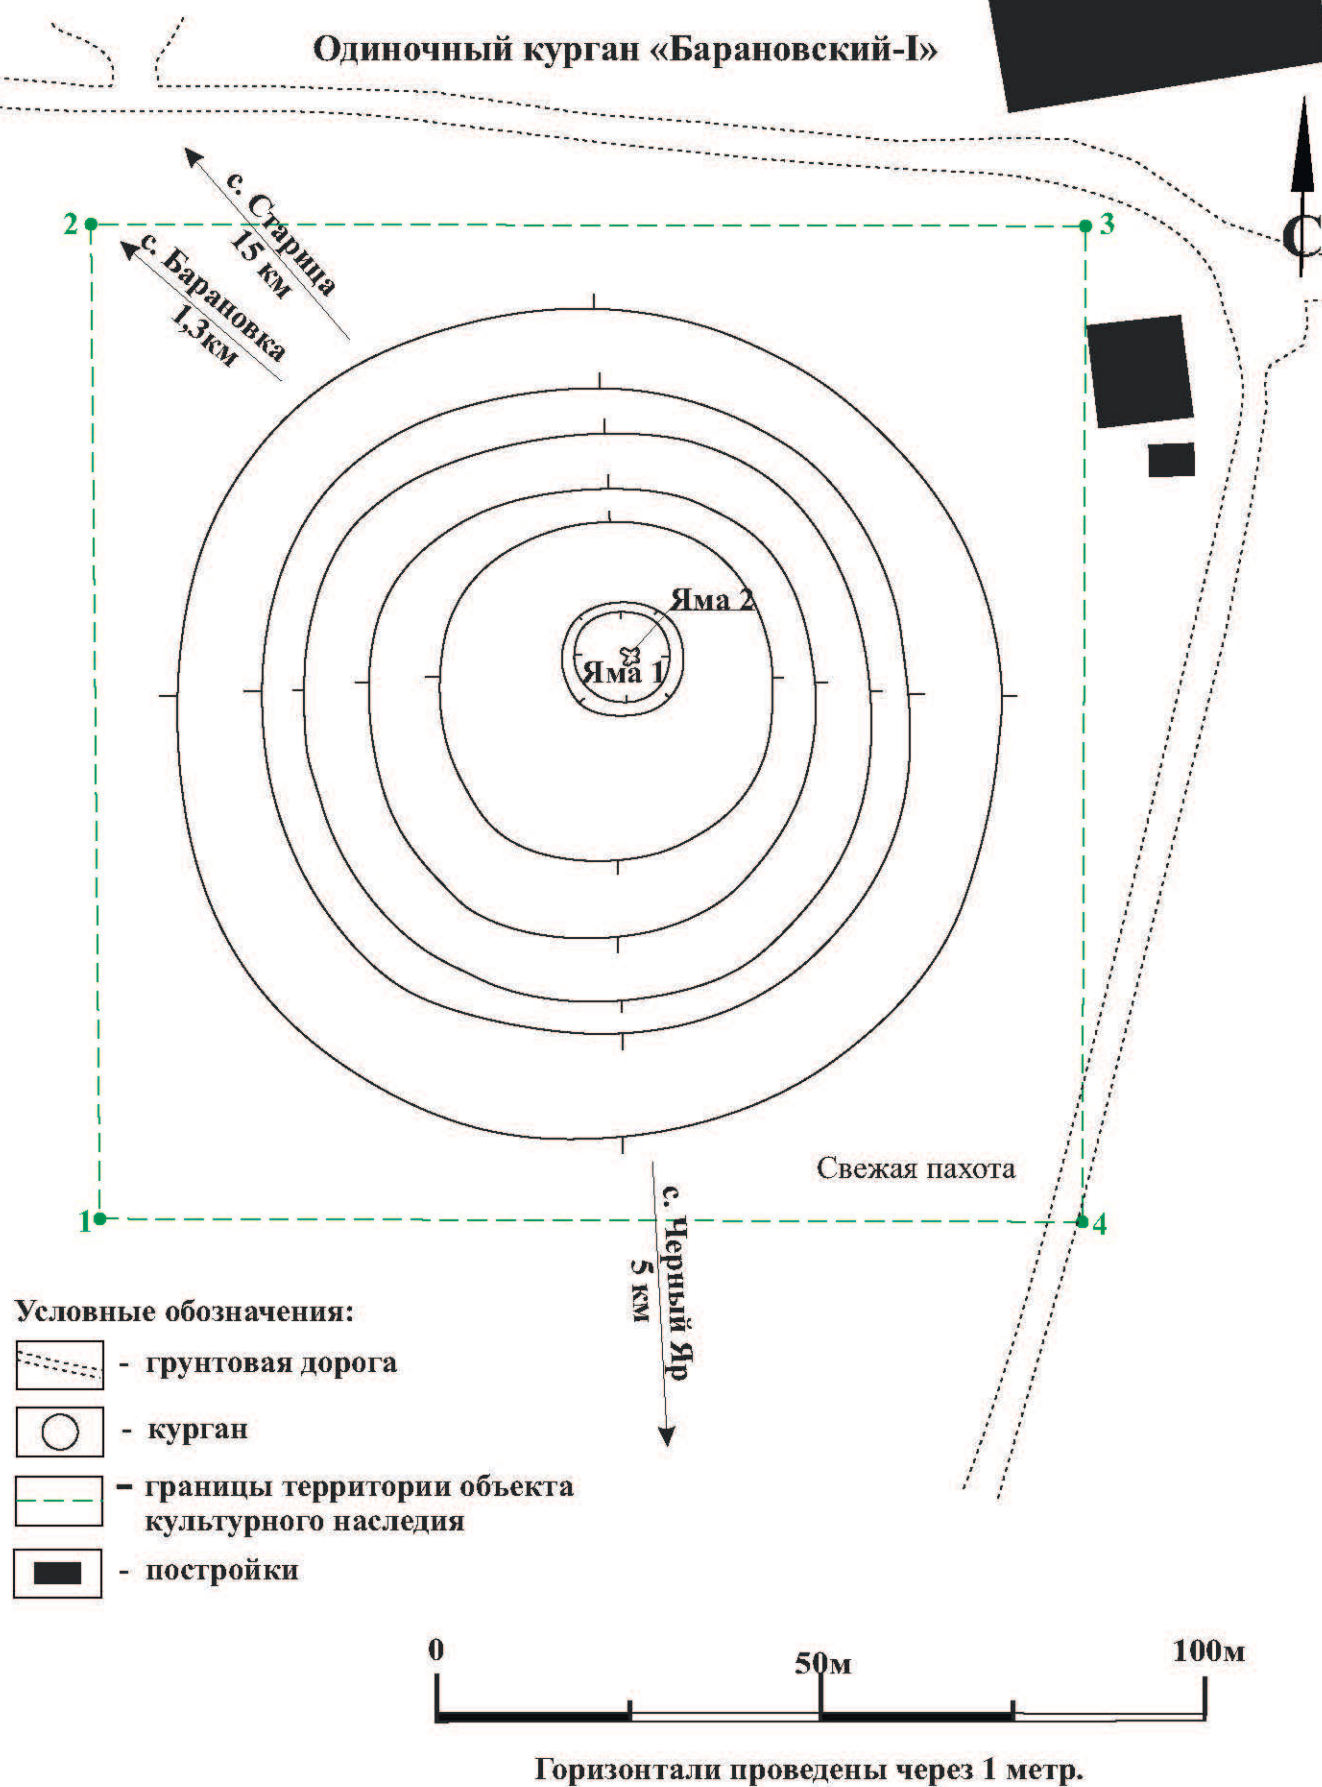 Одиночный курган «Барановский-I»
с. Старица
15 км
2
3
С
с. Барановка
1,3км
Яма 2
Яма 1
Свежая пахота
1
4
с. Черный Яр
5 км
Условные обозначения:
- грунтовая дорога
- курган
- границы территории объекта
культурного наследия
- постройки
0
50м
100м
Горизонтали проведены через 1 метр.